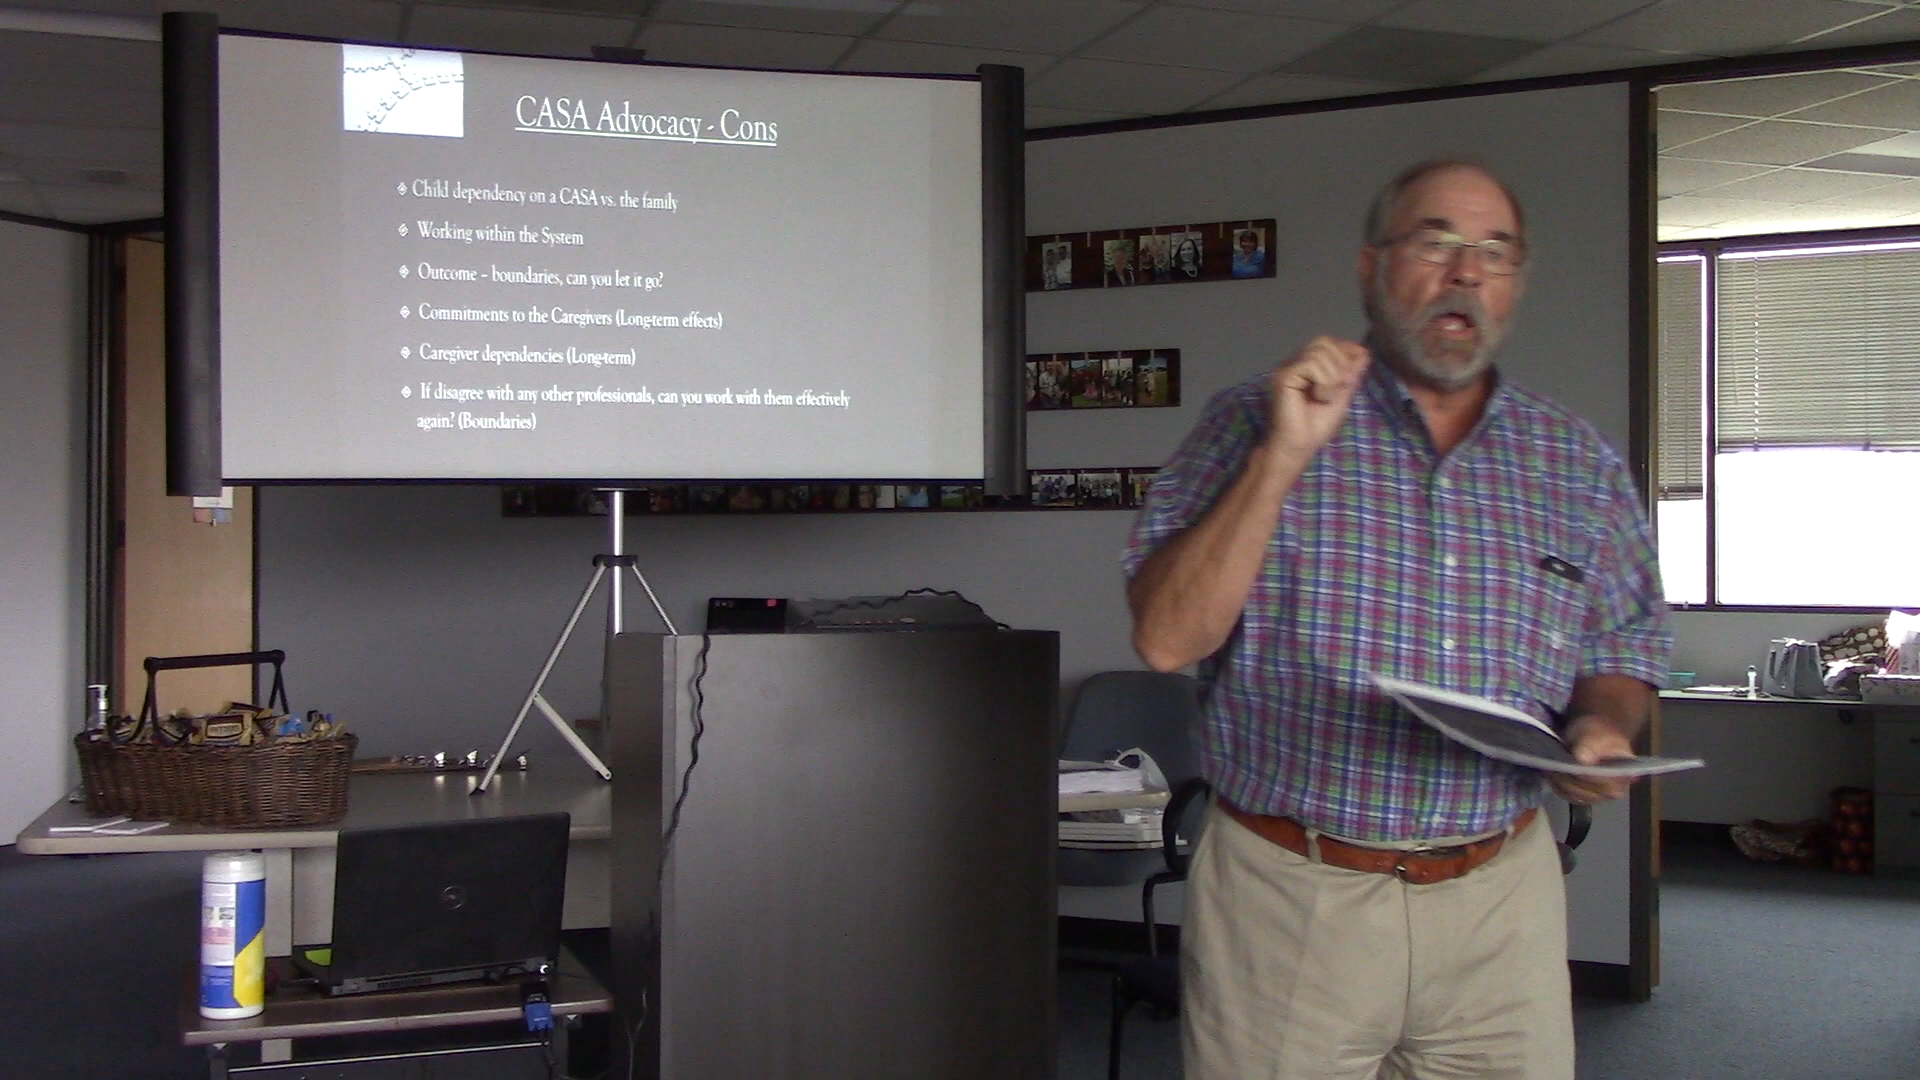 CASA Advocacy - Cons
Child dependency on a CASA vs. the family
Working within the System
Outcome – boundaries, can you let it go?
Commitments to the Caregivers (Long-term effects)
Caregiver dependencies (Long-term)
If disagree with any other professionals, can you work with them effectively
again? (Boundaries)